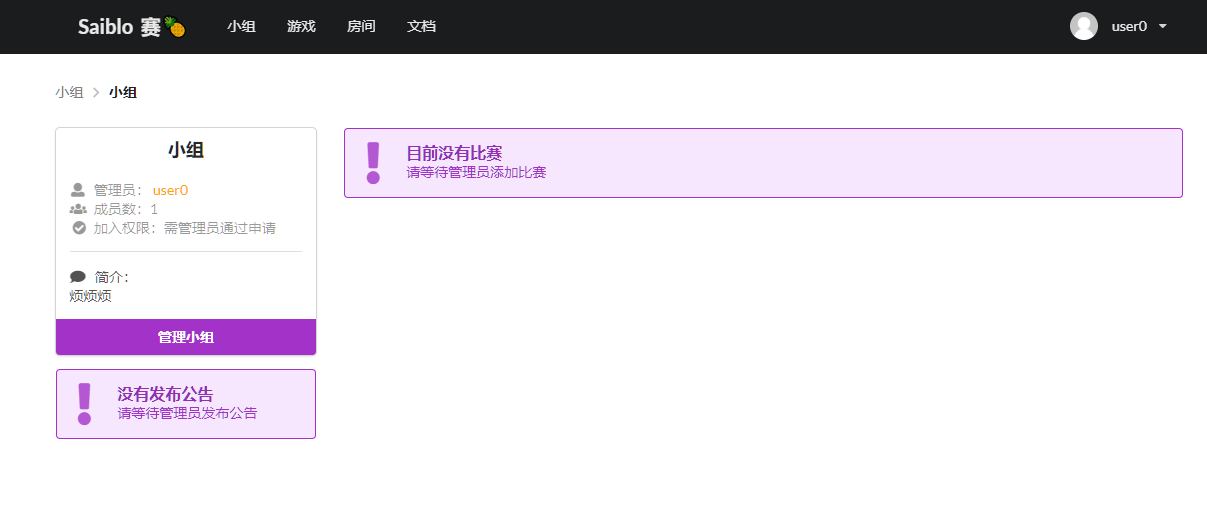 Saiblo 赛🍍 小组 游戏 房间 文档 user0
小组 > 小组
小组
管理员：user0
成员数：1
加入权限：需管理员通过申请
简介：
烦烦烦
管理小组
没有发布公告
请等待管理员发布公告
目前没有比赛
请等待管理员添加比赛